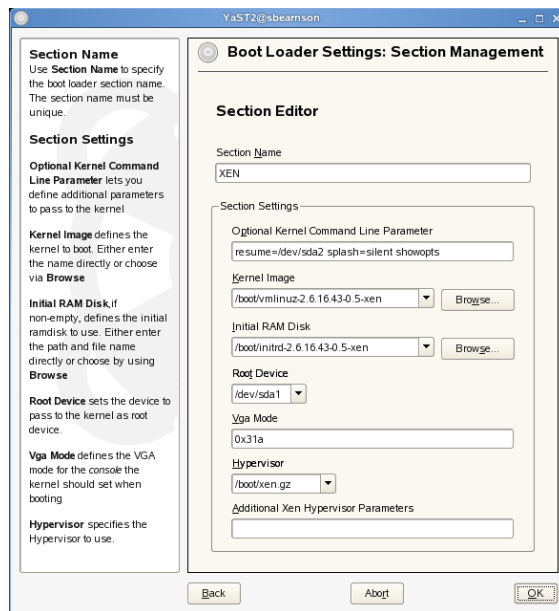 YaST2@sbearnson
Section Name
Use Section Name to specify
the boot loader section name.
The section name must be
unique.
Section Settings
Optional Kernel Command
Line Parameter lets you
define additional parameters
to pass to the kernel
Kernel Image defines the
kernel to boot. Either enter
the name directly or choose
via Browse
Initial RAM Disk,if
non-empty, defines the initial
ramdisk to use. Either enter
the path and file name
directly or choose by using
Browse
Root Device sets the device to
pass to the kernel as root
device.
Vga Mode defines the VGA
mode for the console the
kernel should set when
booting
Hypervisor specifies the
Hypervisor to use.
Boot Loader Settings: Section Management
Section Editor
Section Name
XEN
Section Settings
Optional Kernel Command Line Parameter
resume=/dev/sda2 splash=silent showopts
Kernel Image
/boot/vmlinuz-2.6.16.43-0.5-xen
Browse...
Initial RAM Disk
/boot/initrd-2.6.16.43-0.5-xen
Browse...
Root Device
/dev/sda1
Vga Mode
0x31a
Hypervisor
/boot/xen.gz
Additional Xen Hypervisor Parameters
Back
Abort
OK